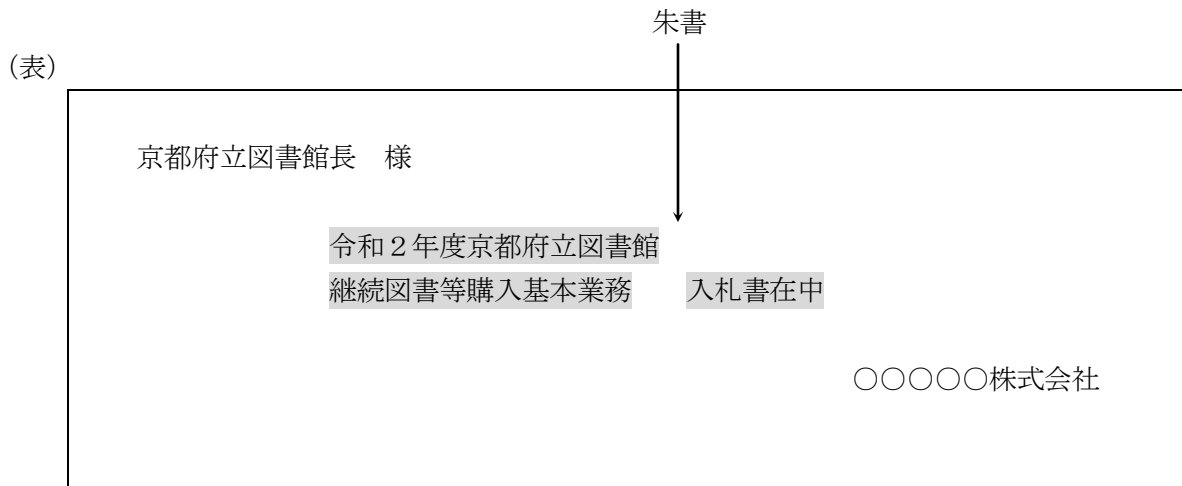 朱書
（表）
京都府立図書館長　様
令和２年度京都府立図書館
継続図書等購入基本業務　　入札書在中
○○○○○株式会社